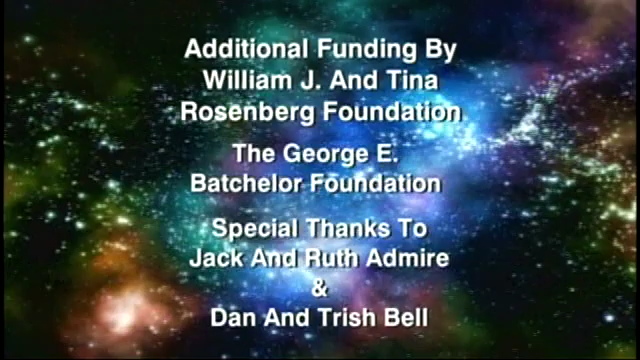 Additional Funding By
William J. And Tina
Rosenberg Foundation
The George E.
Batchelor Foundation
Special Thanks To
Jack And Ruth Admire
&
Dan And Trish Bell